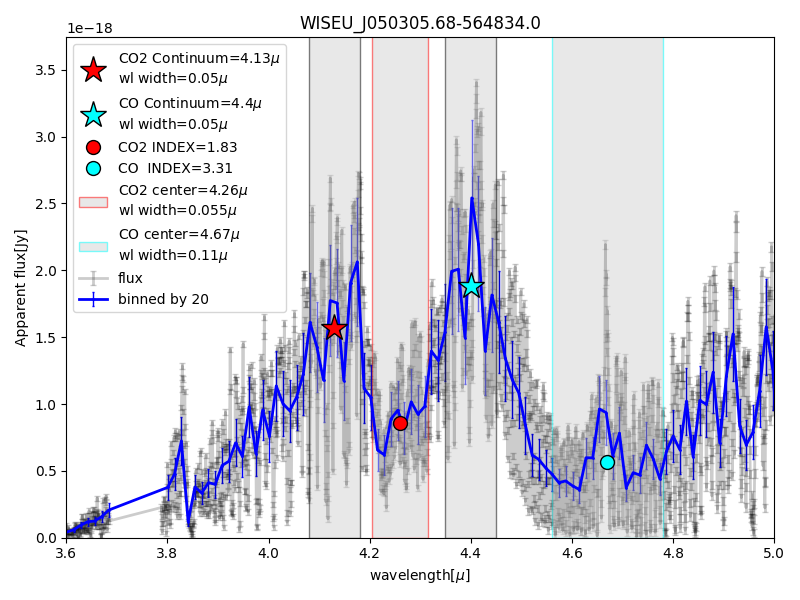 WISEU_J050305.68-564834.0
1e−18
CO2 Continuum=4.13μ
wl width=0.05μ
CO Continuum=4.4μ
wl width=0.05μ
CO2 INDEX=1.83
CO  INDEX=3.31
CO2 center=4.26μ
wl width=0.055μ
CO center=4.67μ
wl width=0.11μ
flux
binned by 20
Apparent flux[Jy]
3.5
3.0
2.5
2.0
1.5
1.0
0.5
0.0
3.6 3.8 4.0 4.2 4.4 4.6 4.8 5.0
wavelength[μ]